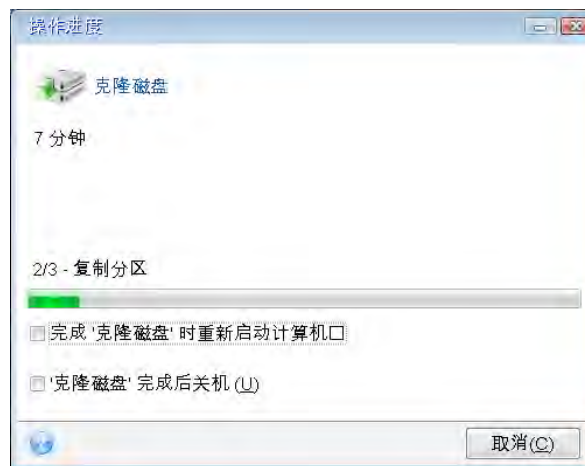 操作进度
克隆磁盘
7 分钟
2/3 - 复制分区
完成 '克隆磁盘' 时重新启动计算机口
'克隆磁盘' 完成后关机 (U)
取消(C)